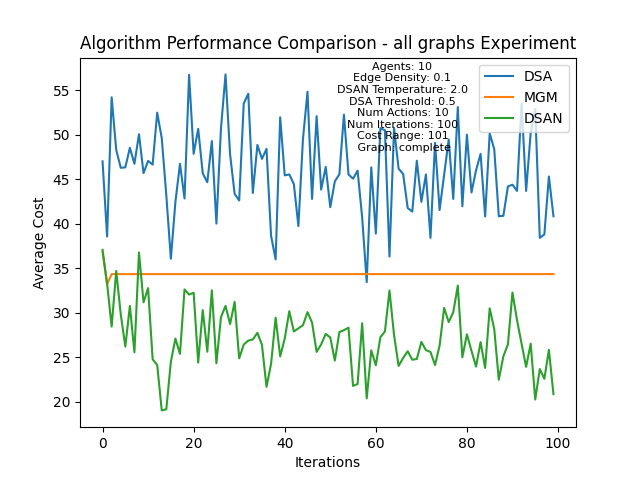 Algorithm Performance Comparison - all graphs Experiment
Agents: 10
Edge Density: 0.1
DSAN Temperature: 2.0
DSA Threshold: 0.5
Num Actions: 10
Num Iterations: 100
Cost Range: 101
Graph: complete
DSA
MGM
DSAN
Average Cost
55
50
45
40
35
30
25
20
0 20 40 60 80 100
Iterations